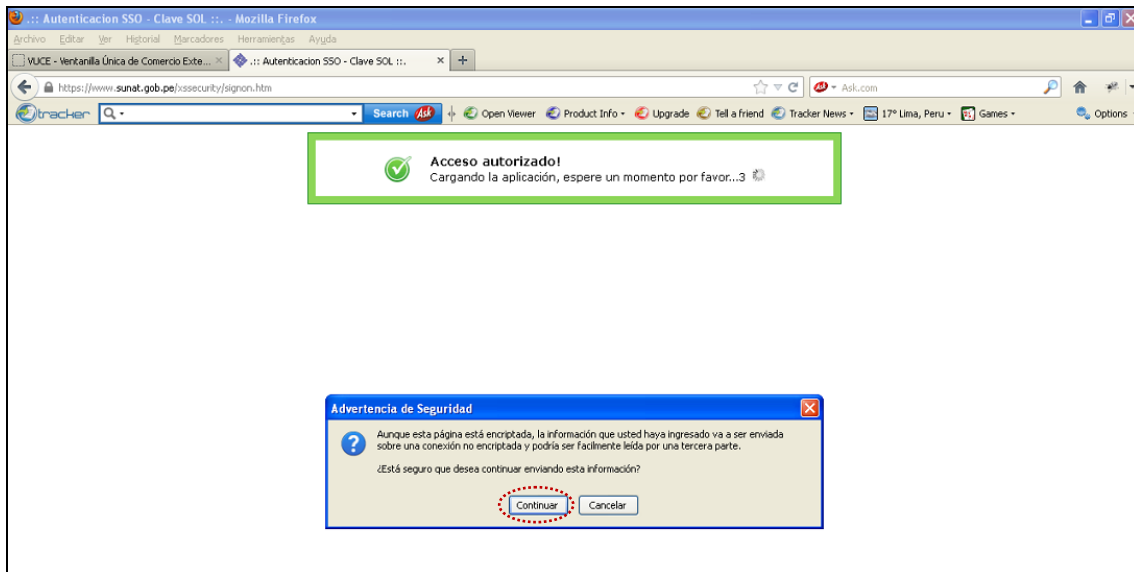 .:: Autenticacion SSO - Clave SOL ::. - Mozilla Firefox
Archivo Editar Ver Historial Marcadores Herramientas Ayuda
VUCE - Ventanilla Única de Comercio Exte... × .:: Autenticacion SSO - Clave SOL ::. × +
https://www.sunat.gob.pe/xssecurity/signon.htm Ask.com
tracker Search Ask Open Viewer Product Info Upgrade Tell a friend Tracker News 17° Lima, Peru Games Options
Acceso autorizado!
Cargando la aplicación, espere un momento por favor...3
Advertencia de Seguridad
Aunque esta página está encriptada, la información que usted haya ingresado va a ser enviada
sobre una conexión no encriptada y podría ser facilmente leída por una tercera parte.
¿Está seguro que desea continuar enviando esta información?
Continuar Cancelar